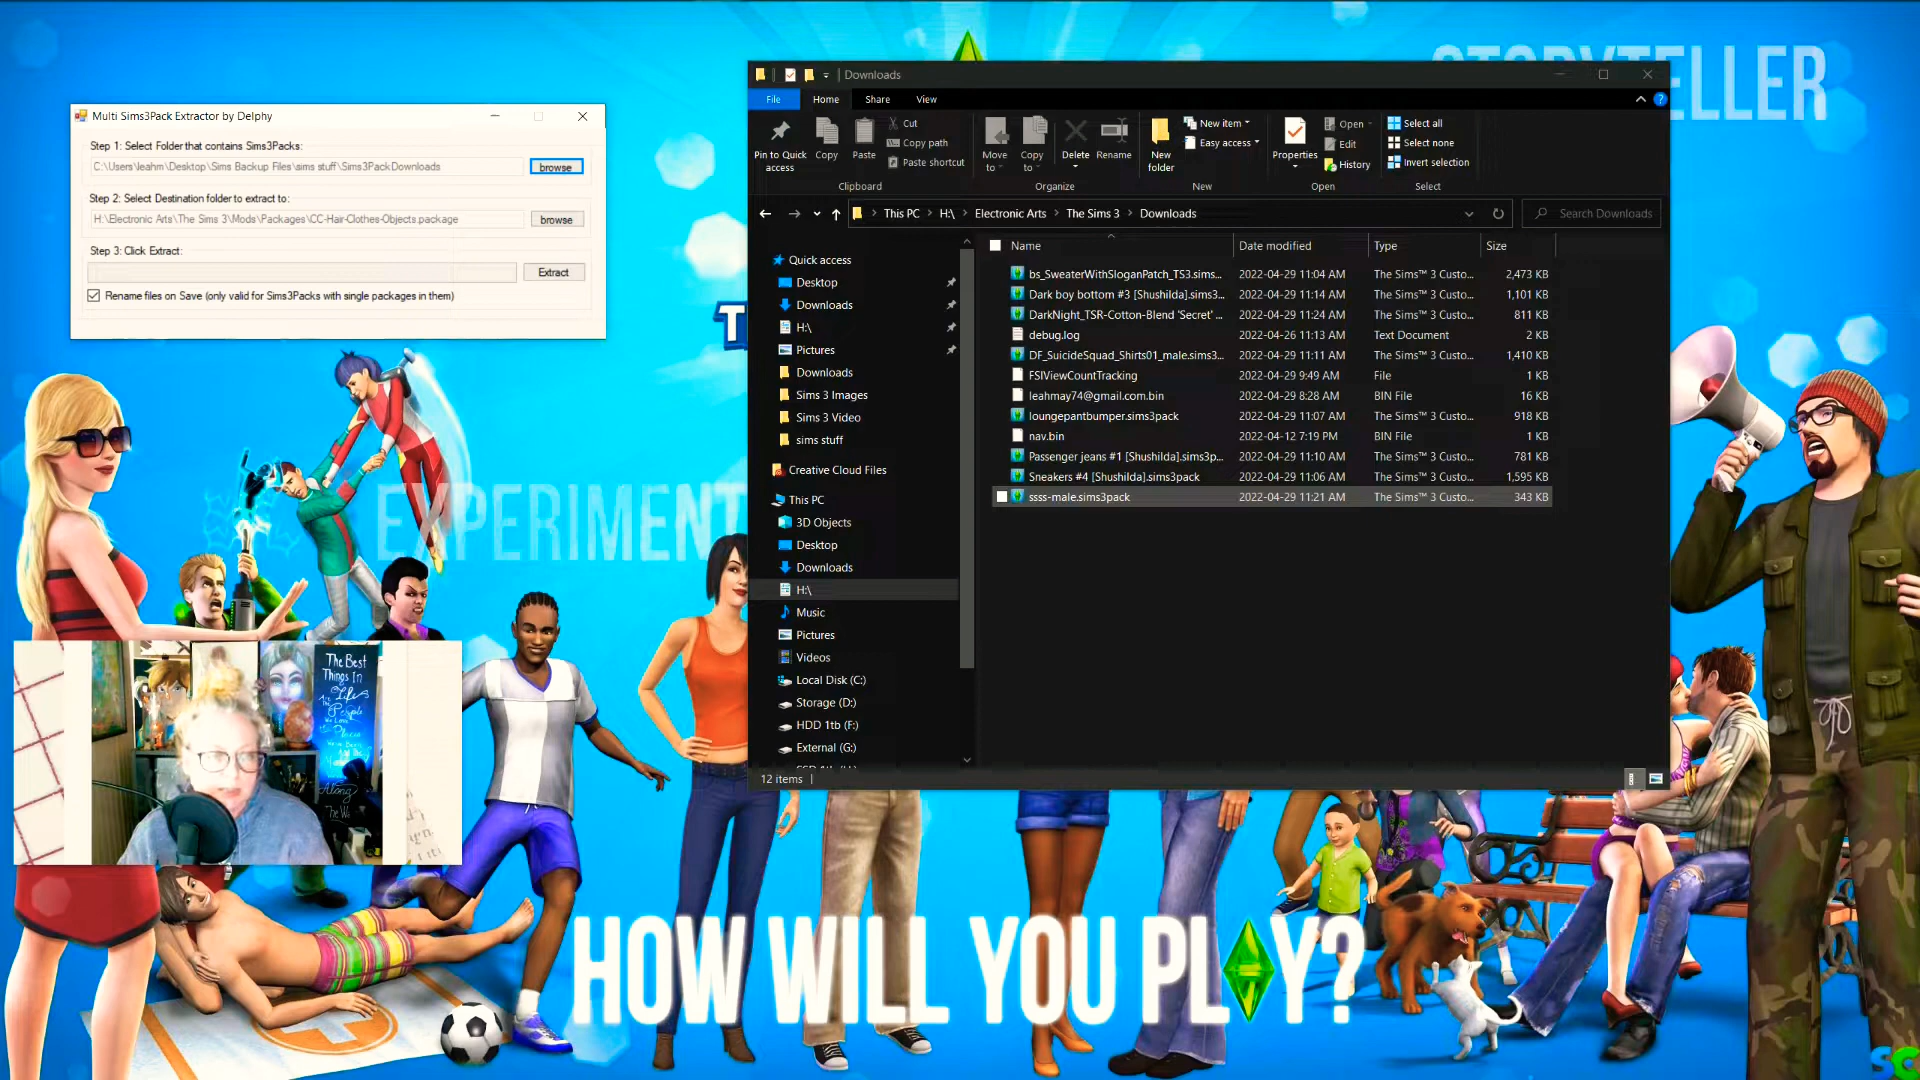 STORYTELLER
Multi Sims3Pack Extractor by Delphy
Step 1: Select Folder that contains Sims3Packs:
C:\Users\leahm\Desktop\Sims Backup Files\sims stuff\Sims3PackDownloads
browse
Step 2: Select Destination folder to extract to:
H:\Electronic Arts\The Sims 3\Mods\Packages\CC-Hair-Clothes-Objects.package
browse
Step 3: Click Extract:
Extract
Rename files on Save (only valid for Sims3Packs with single packages in them)
T
EXPERIMENT
The Best
Things In
Life
Are The
People
We Love
Along
The W
Downloads
File Home Share View
Pin to Quick access
Copy
Paste
Cut
Copy path
Paste shortcut
Clipboard
Move to
Copy to
Delete
Rename
Organize
New folder
New item
Easy access
New
Properties
Open
Edit
History
Open
Select all
Select none
Invert selection
Select
This PC > H:\ > Electronic Arts > The Sims 3 > Downloads
Search Downloads
Quick access
Desktop
Downloads
H:\
Pictures
Downloads
Sims 3 Images
Sims 3 Video
sims stuff
Creative Cloud Files
This PC
3D Objects
Desktop
Downloads
H:\
Music
Pictures
Videos
Local Disk (C:)
Storage (D:)
HDD 1tb (F:)
External (G:)
Name Date modified Type Size
bs_SweaterWithSloganPatch_TS3.sims... 2022-04-29 11:04 AM The Sims™ 3 Custo... 2,473 KB
Dark boy bottom #3 [Shushilda].sims3... 2022-04-29 11:14 AM The Sims™ 3 Custo... 1,101 KB
DarkNight_TSR-Cotton-Blend 'Secret' ... 2022-04-29 11:24 AM The Sims™ 3 Custo... 811 KB
debug.log 2022-04-26 11:13 AM Text Document 2 KB
DF_SuicideSquad_Shirts01_male.sims3... 2022-04-29 11:11 AM The Sims™ 3 Custo... 1,410 KB
FSIViewCountTracking 2022-04-29 9:49 AM File 1 KB
leahmay74@gmail.com.bin 2022-04-29 8:28 AM BIN File 16 KB
loungepantbumper.sims3pack 2022-04-29 11:07 AM The Sims™ 3 Custo... 918 KB
nav.bin 2022-04-12 7:19 PM BIN File 1 KB
Passenger jeans #1 [Shushilda].sims3p... 2022-04-29 11:10 AM The Sims™ 3 Custo... 781 KB
Sneakers #4 [Shushilda].sims3pack 2022-04-29 11:06 AM The Sims™ 3 Custo... 1,595 KB
ssss-male.sims3pack 2022-04-29 11:21 AM The Sims™ 3 Custo... 343 KB
12 items
HOW WILL YOU PLAY?
SC